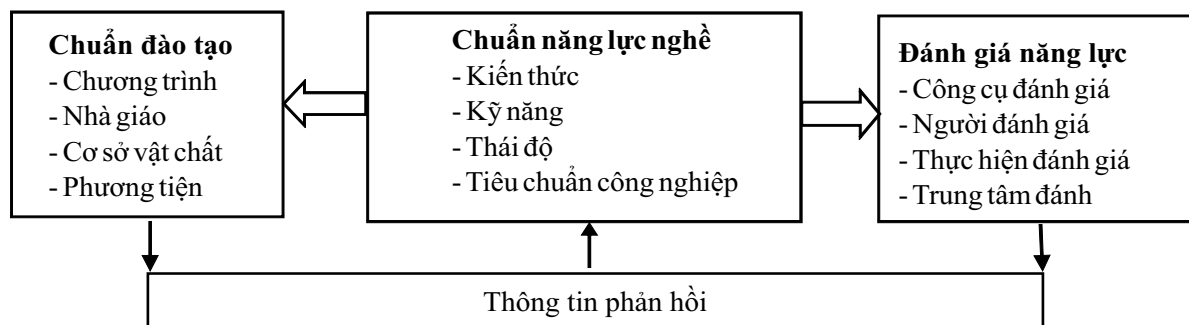 Chuẩn đào tạo
- Chương trình
- Nhà giáo
- Cơ sở vật chất
- Phương tiện
Chuẩn năng lực nghề
- Kiến thức
- Kỹ năng
- Thái độ
- Tiêu chuẩn công nghiệp
Đánh giá năng lực
- Công cụ đánh giá
- Người đánh giá
- Thực hiện đánh giá
- Trung tâm đánh
Thông tin phản hồi